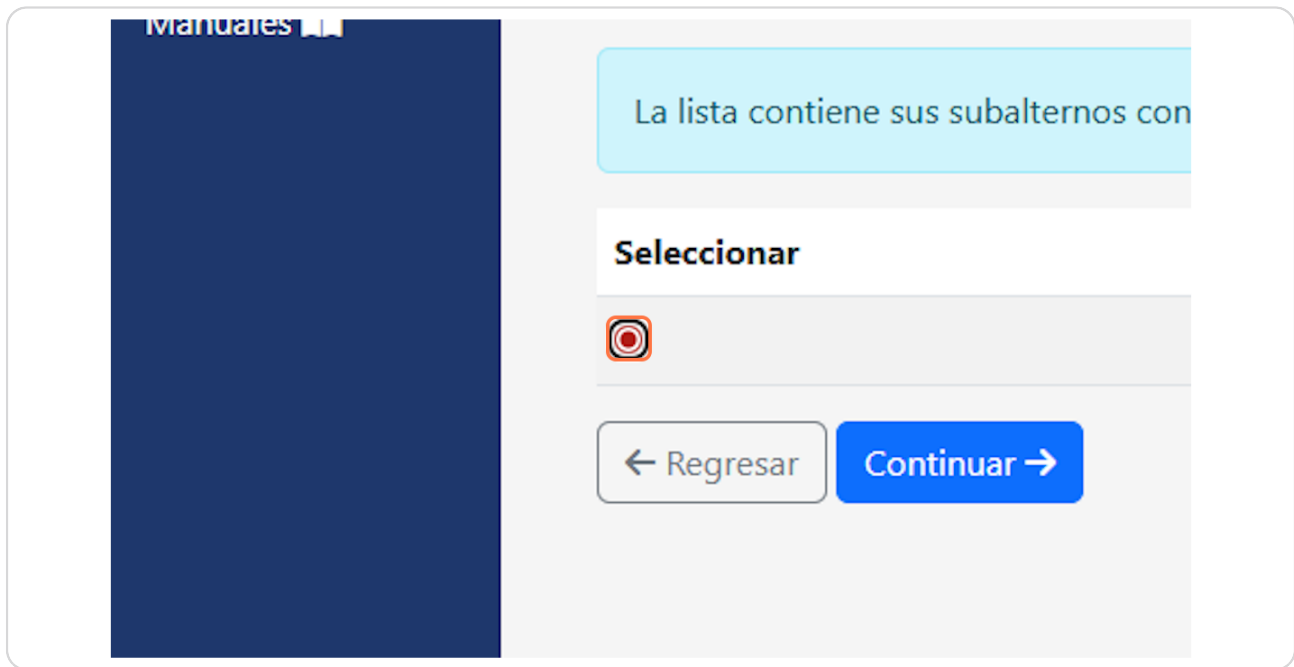 Manuales
La lista contiene sus subalternos con
Seleccionar
Regresar
Continuar